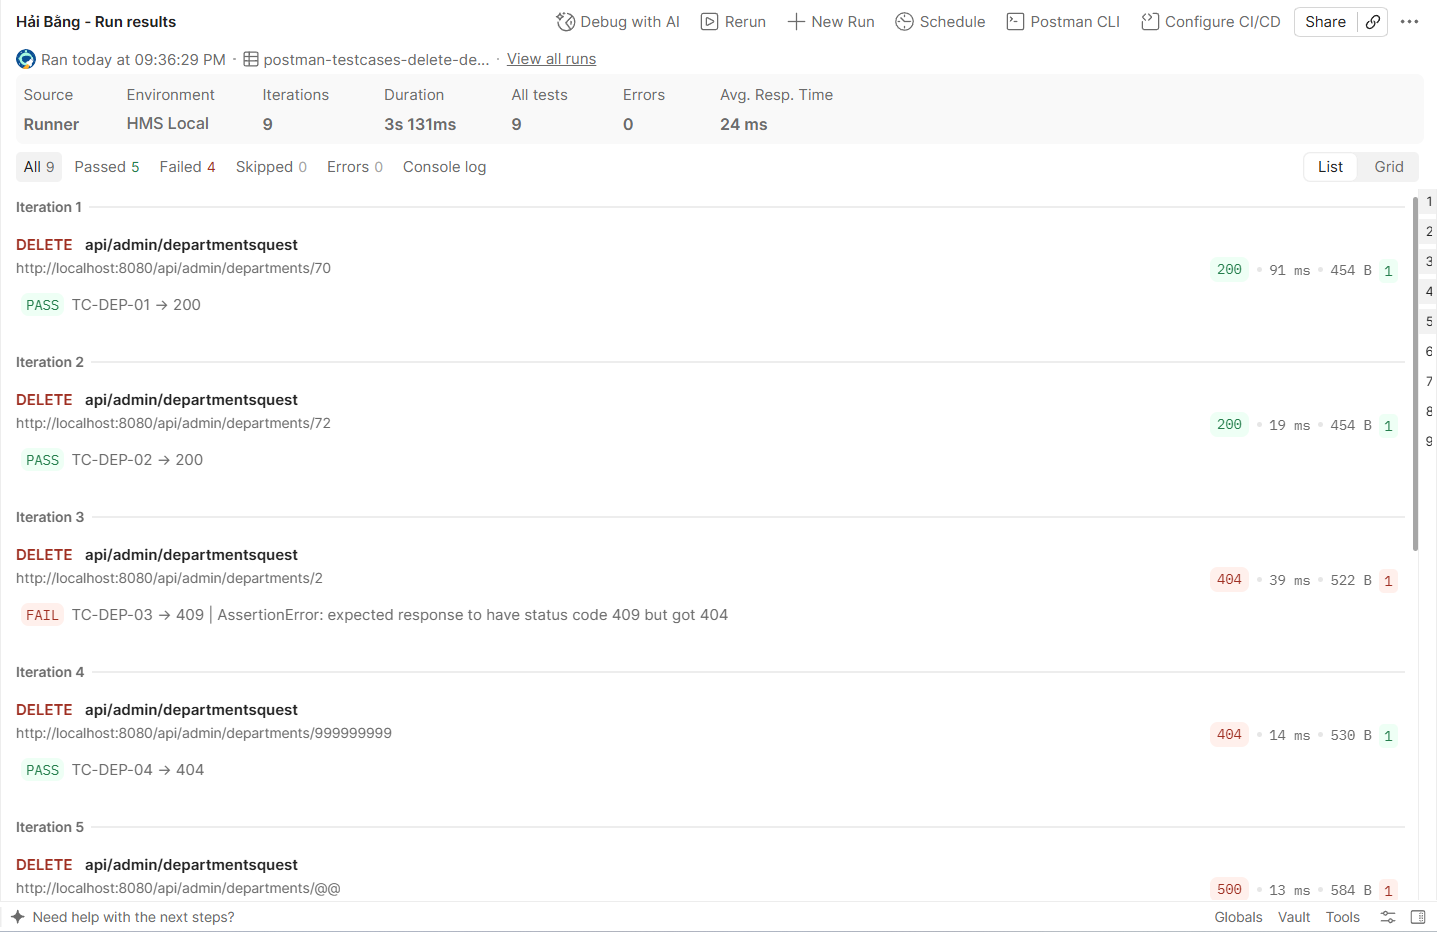 Hải Bằng - Run results
Debug with AI Rerun New Run Schedule Postman CLI Configure CI/CD Share
Ran today at 09:36:29 PM · postman-testcases-delete-de... · View all runs
Source Environment Iterations Duration All tests Errors Avg. Resp. Time
Runner HMS Local 9 3s 131ms 9 0 24 ms
All 9 Passed 5 Failed 4 Skipped 0 Errors 0 Console log List Grid
Iteration 1
DELETE api/admin/departmentsquest
http://localhost:8080/api/admin/departments/70
200 • 91 ms • 454 B 1
PASS TC-DEP-01 → 200
Iteration 2
DELETE api/admin/departmentsquest
http://localhost:8080/api/admin/departments/72
200 • 19 ms • 454 B 1
PASS TC-DEP-02 → 200
Iteration 3
DELETE api/admin/departmentsquest
http://localhost:8080/api/admin/departments/2
404 • 39 ms • 522 B 1
FAIL TC-DEP-03 → 409 | AssertionError: expected response to have status code 409 but got 404
Iteration 4
DELETE api/admin/departmentsquest
http://localhost:8080/api/admin/departments/999999999
404 • 14 ms • 530 B 1
PASS TC-DEP-04 → 404
Iteration 5
DELETE api/admin/departmentsquest
http://localhost:8080/api/admin/departments/@@
500 • 13 ms • 584 B 1
1
2
3
4
5
6
7
8
9
Need help with the next steps? Globals Vault Tools